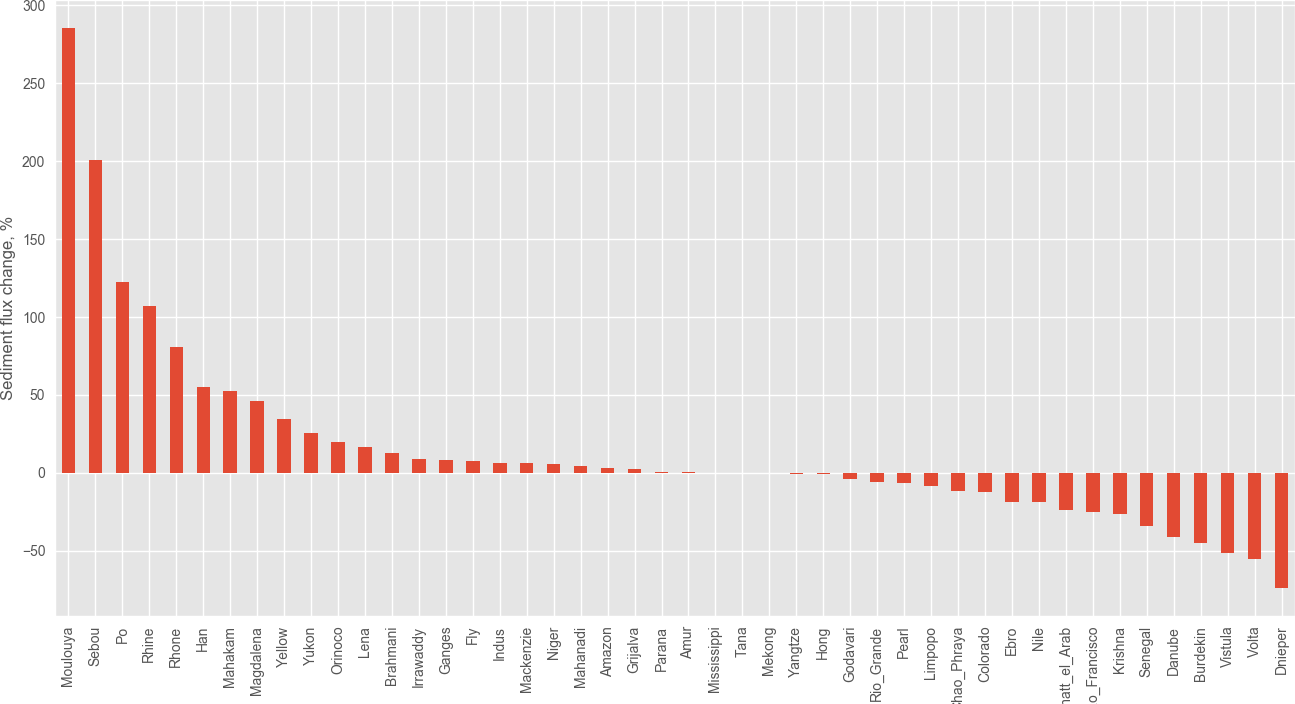 Sediment flux change, %
300
250
200
150
100
50
0
−50
Moulouya
Sebou
Po
Rhine
Rhone
Han
Mahakam
Magdalena
Yellow
Yukon
Orinoco
Lena
Brahmani
Irrawaddy
Ganges
Fly
Indus
Mackenzie
Niger
Mahanadi
Amazon
Grijalva
Parana
Amur
Mississippi
Tana
Mekong
Yangtze
Hong
Godavari
Rio_Grande
Pearl
Limpopo
Chao_Phraya
Colorado
Ebro
Nile
hatt_el_Arab
o_Francisco
Krishna
Senegal
Danube
Burdekin
Vistula
Volta
Dnieper